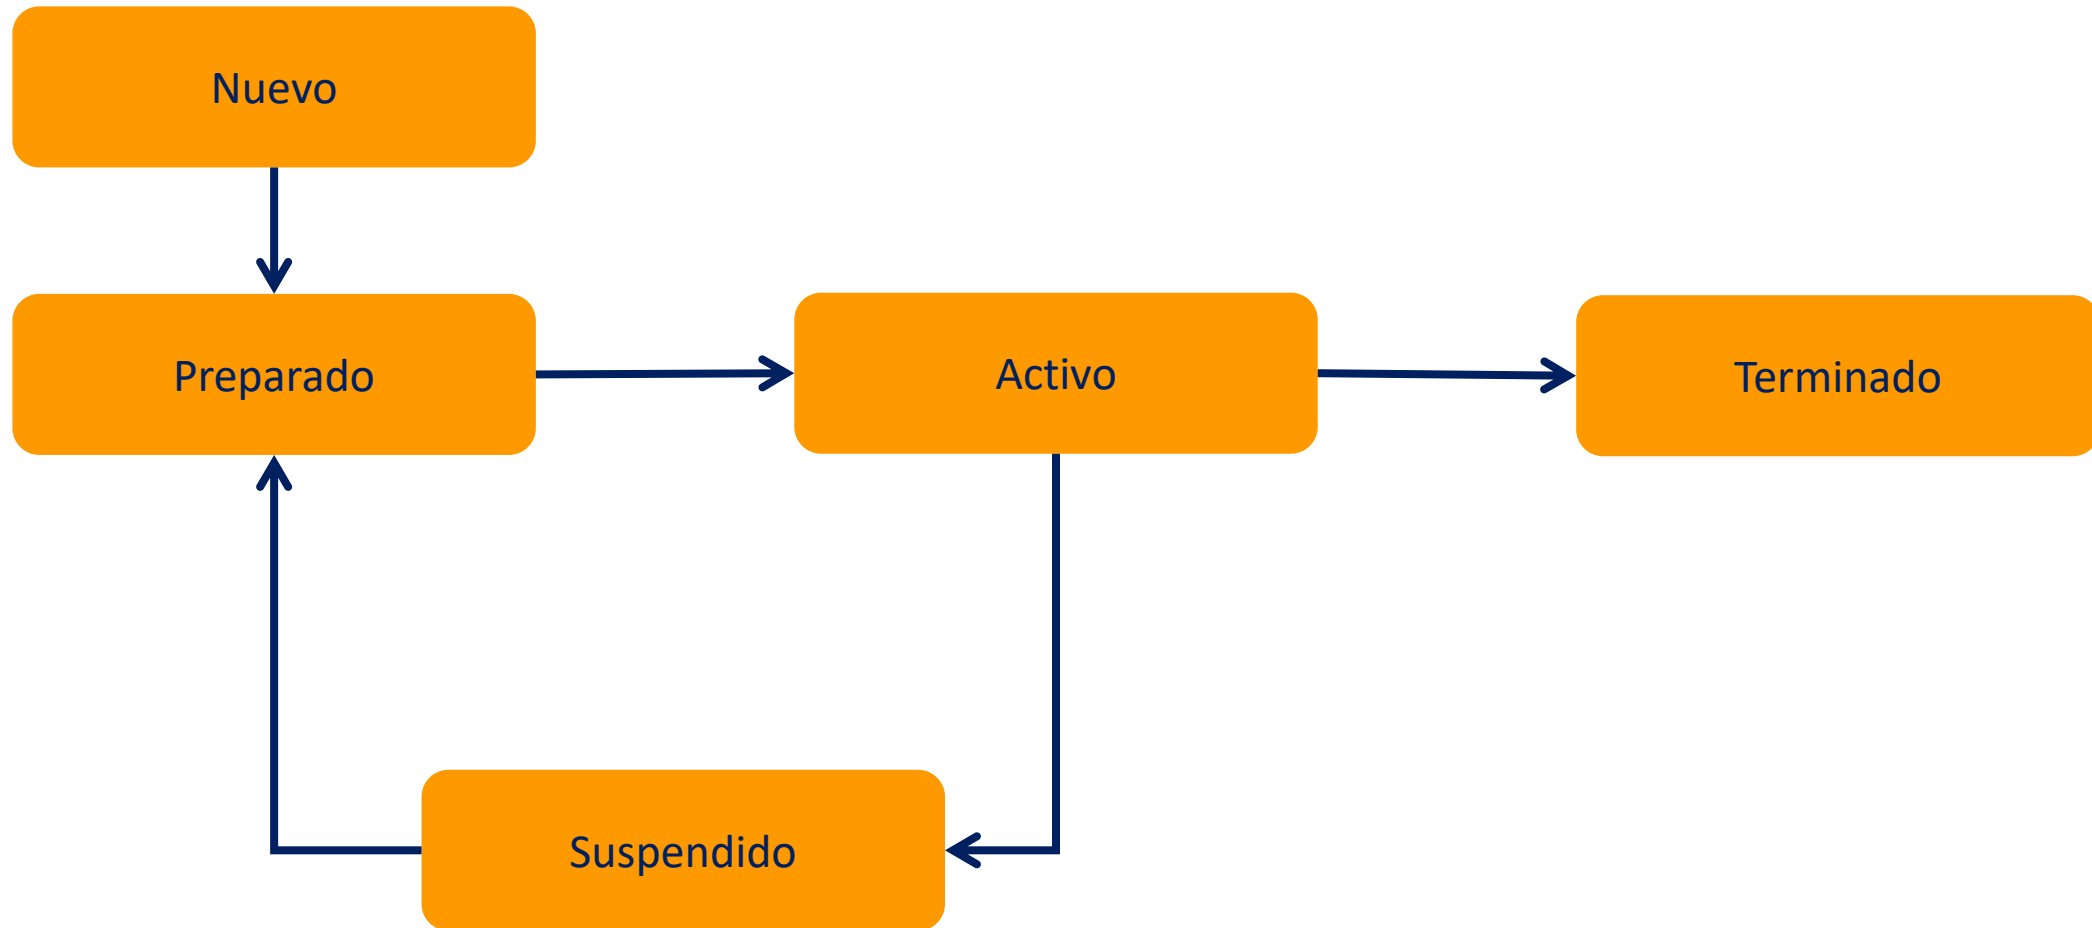 Nuevo
Preparado
Activo
Terminado
Suspendido